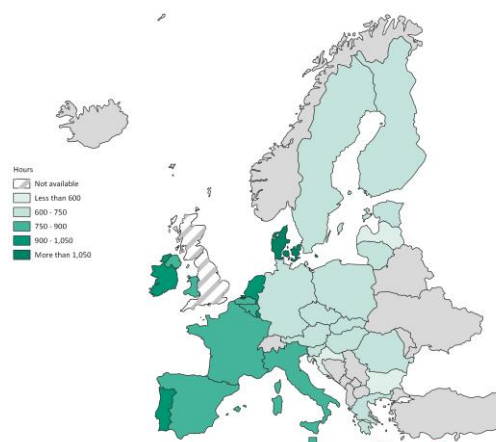 Hours
Not available
Less than 600
600 - 750
750 - 900
900 - 1,050
More than 1,050